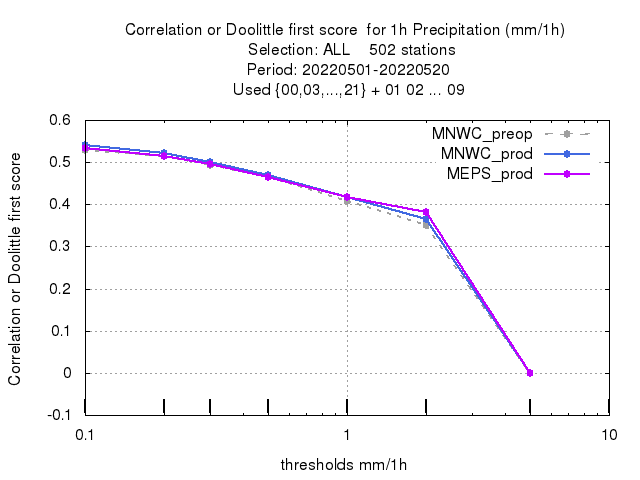 Correlation or Doolittle first score  for 1h Precipitation (mm/1h)
Selection: ALL    502 stations
Period: 20220501-20220520
Used {00,03,...,21} + 01 02 ... 09
Correlation or Doolittle first score
0.6
0.5
0.4
0.3
0.2
0.1
0
-0.1
MNWC_preop
MNWC_prod
MEPS_prod
0.1 1 10
thresholds mm/1h